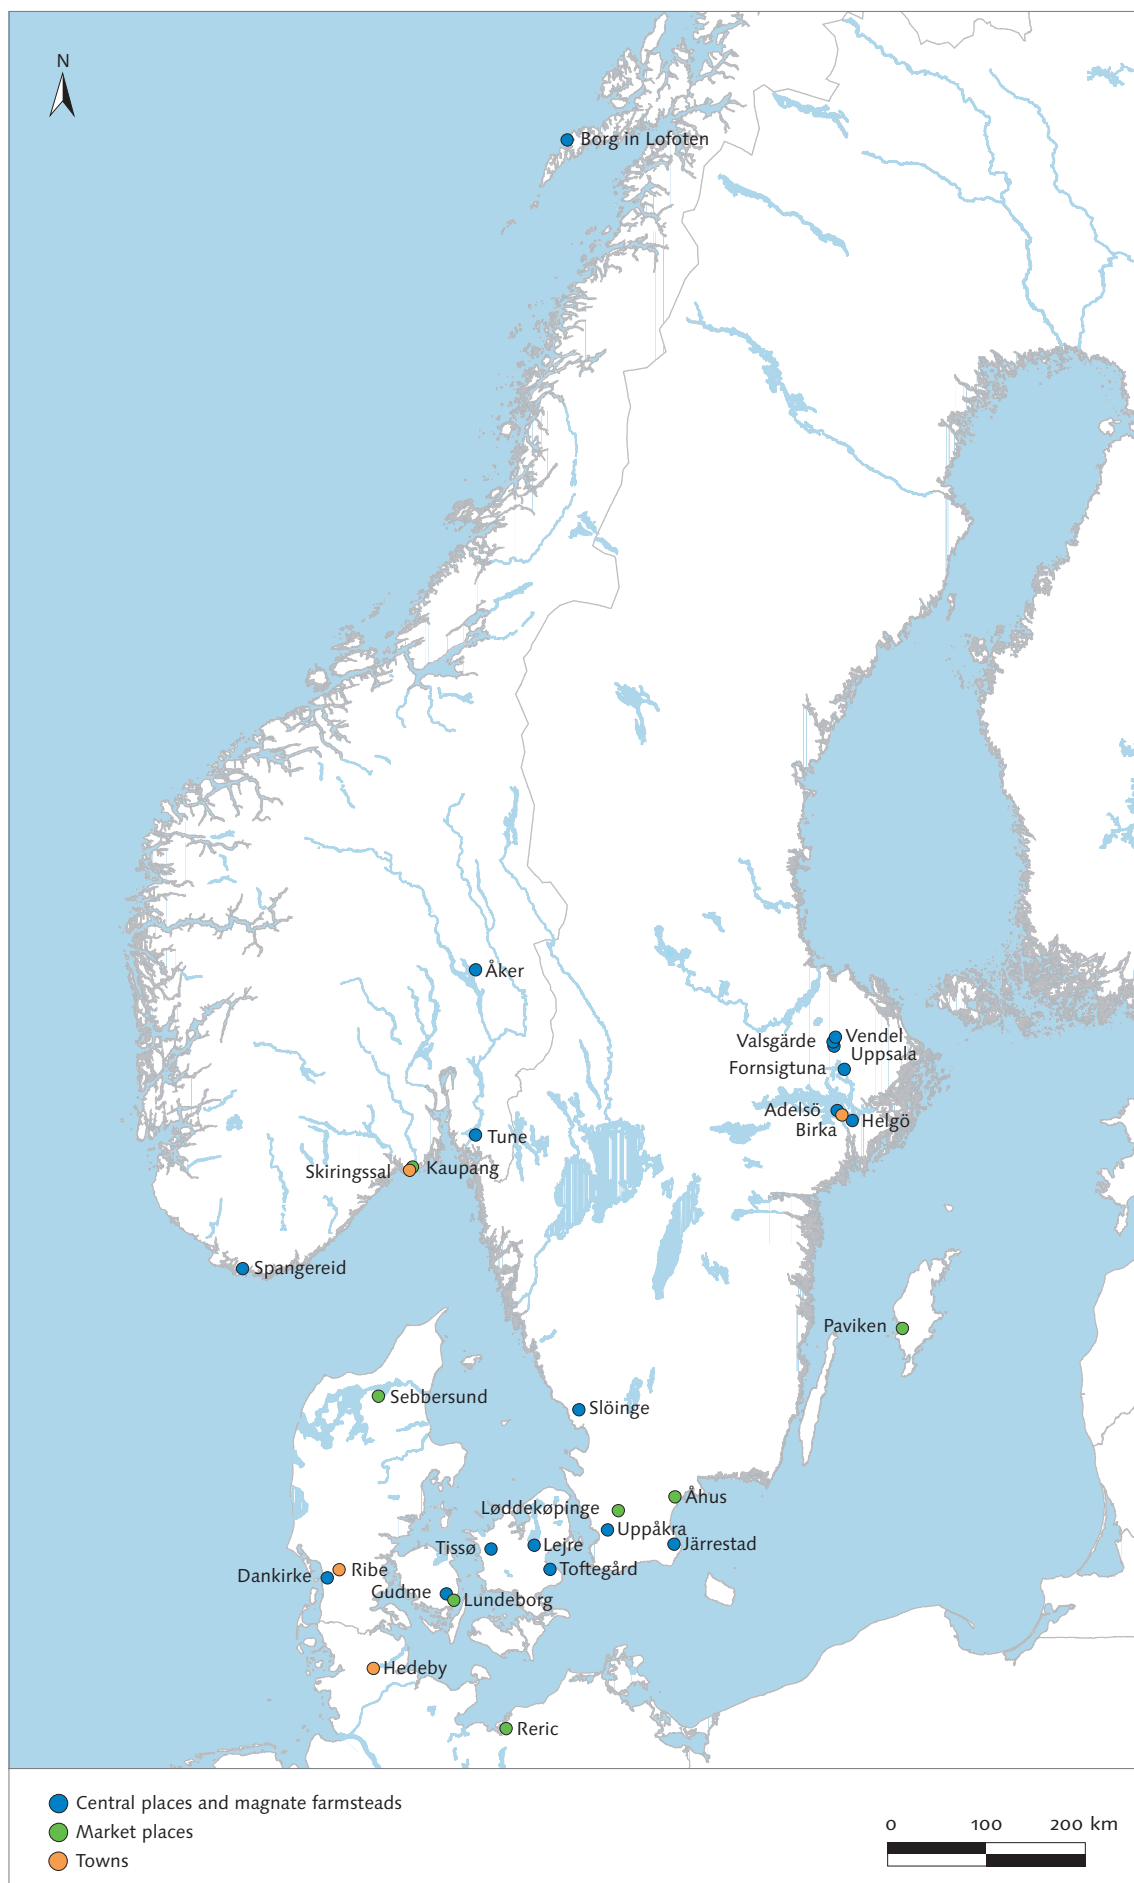 N
Borg in Lofoten
Åker
Valsgärde
Vendel
Uppsala
Fornsigtuna
Adelsö
Birka
Helgö
Tune
Skiringssal
Kaupang
Spangereid
Paviken
Sebbersund
Slöinge
Åhus
Løddekøpinge
Uppåkra
Järrestad
Tissø
Lejre
Toftegård
Dankirke
Ribe
Gudme
Lundeborg
Hedeby
Reric
Central places and magnate farmsteads
Market places
Towns
0 100 200 km